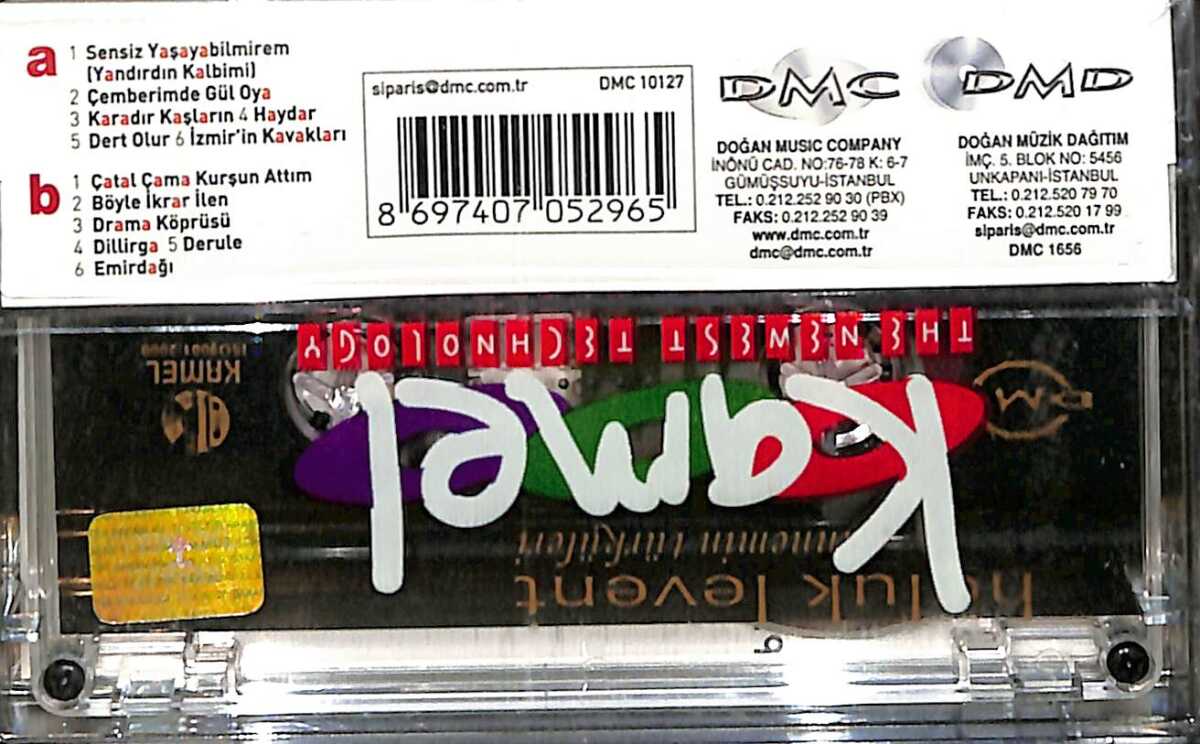 a
1 Sensiz Yaşayabilmirem
(Yandırdın Kalbimi)
2 Çemberimde Gül Oya
3 Karadır Kaşların 4 Haydar
5 Dert Olur 6 İzmir'in Kavakları
b
1 Çatal Çama Kurşun Attım
2 Böyle İkrar İlen
3 Drama Köprüsü
4 Dillirga 5 Derule
6 Emirdağı
siparis@dmc.com.tr DMC 10127
8 697407 052965
DMC
DOĞAN MUSIC COMPANY
İNÖNÜ CAD. NO:76-78 K: 6-7
GÜMÜŞSUYU-İSTANBUL
TEL.: 0.212.252 90 30 (PBX)
FAKS: 0.212.252 90 39
www.dmc.com.tr
dmc@dmc.com.tr
DMD
DOĞAN MÜZİK DAĞITIM
İMÇ. 5. BLOK NO: 5456
UNKAPANI-İSTANBUL
TEL.: 0.212.520 79 70
FAKS: 0.212.520 17 99
siparis@dmc.com.tr
DMC 1656
THE NEWEST TECHNOLOGY
Kamel
DMC
KAMEL
ISO 9001:2000
annemin türküleri
haluk levent
b